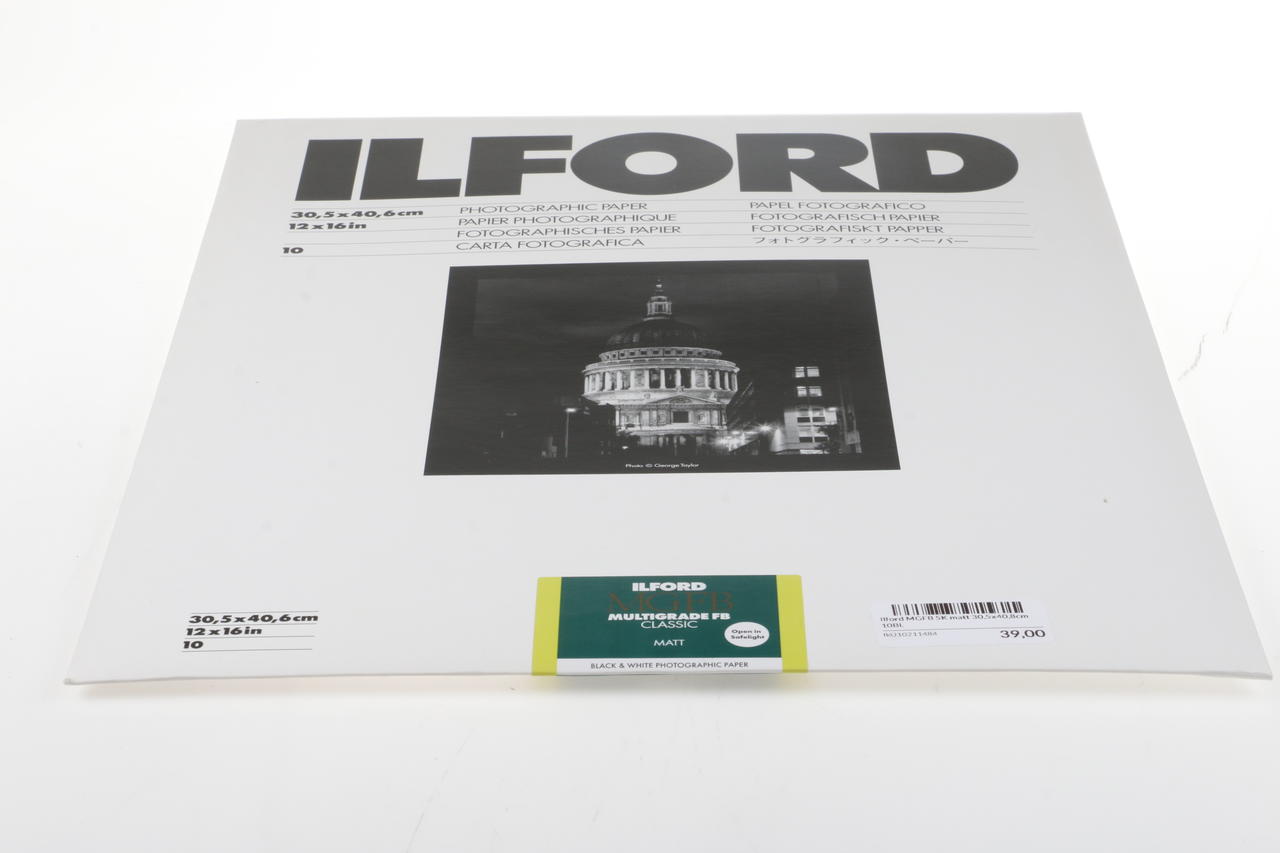 ILFORD
30,5 x 40,6 cm
12 x 16 in
10
PHOTOGRAPHIC PAPER
PAPIER PHOTOGRAPHIQUE
FOTOGRAPHISCHES PAPIER
CARTA FOTOGRAFICA
PAPEL FOTOGRAFICO
FOTOGRAFISCH PAPIER
FOTOGRAFISKT PAPPER
フォトグラフィック・ペーパー
Photo © George Taylor
30,5 x 40,6 cm
12 x 16 in
10
ILFORD
MGFB
MULTIGRADE FB
CLASSIC
MATT
Open in
Safelight
BLACK & WHITE PHOTOGRAPHIC PAPER
Ilford MGFB 5K matt 30,5x40,8cm
10Bl.
39,00